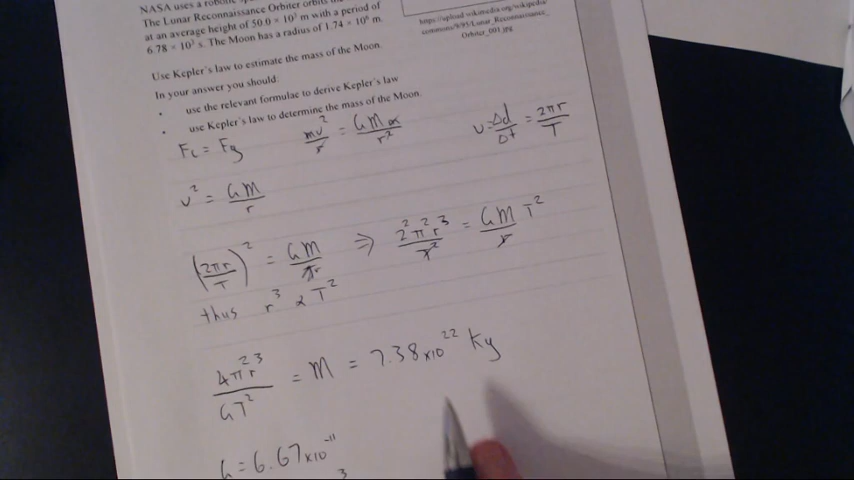 NASA uses a robotic
The Lunar Reconnaissance Orbiter orbits the
at an average height of 50.0 × 10³ m with a period of
6.78 × 10³ s. The Moon has a radius of 1.74 × 10⁶ m.
https://upload.wikimedia.org/wikipedia/
commons/9/95/Lunar_Reconnaissance_
Orbiter_001.jpg
Use Kepler's law to estimate the mass of the Moon.
In your answer you should:
• use the relevant formulae to derive Kepler's law
• use Kepler's law to determine the mass of the Moon.
Fc = Fg mv²/r = GMm/r² v = Δd/Δt = 2πr/T
v² = GM/r
(2πr/T)² = GM/r ⇒ 2²π²r³/r² = GM/r T²
thus r³ α T²
4π²r³/GT² = M = 7.38×10²² Kg
G = 6.67×10⁻¹¹
3